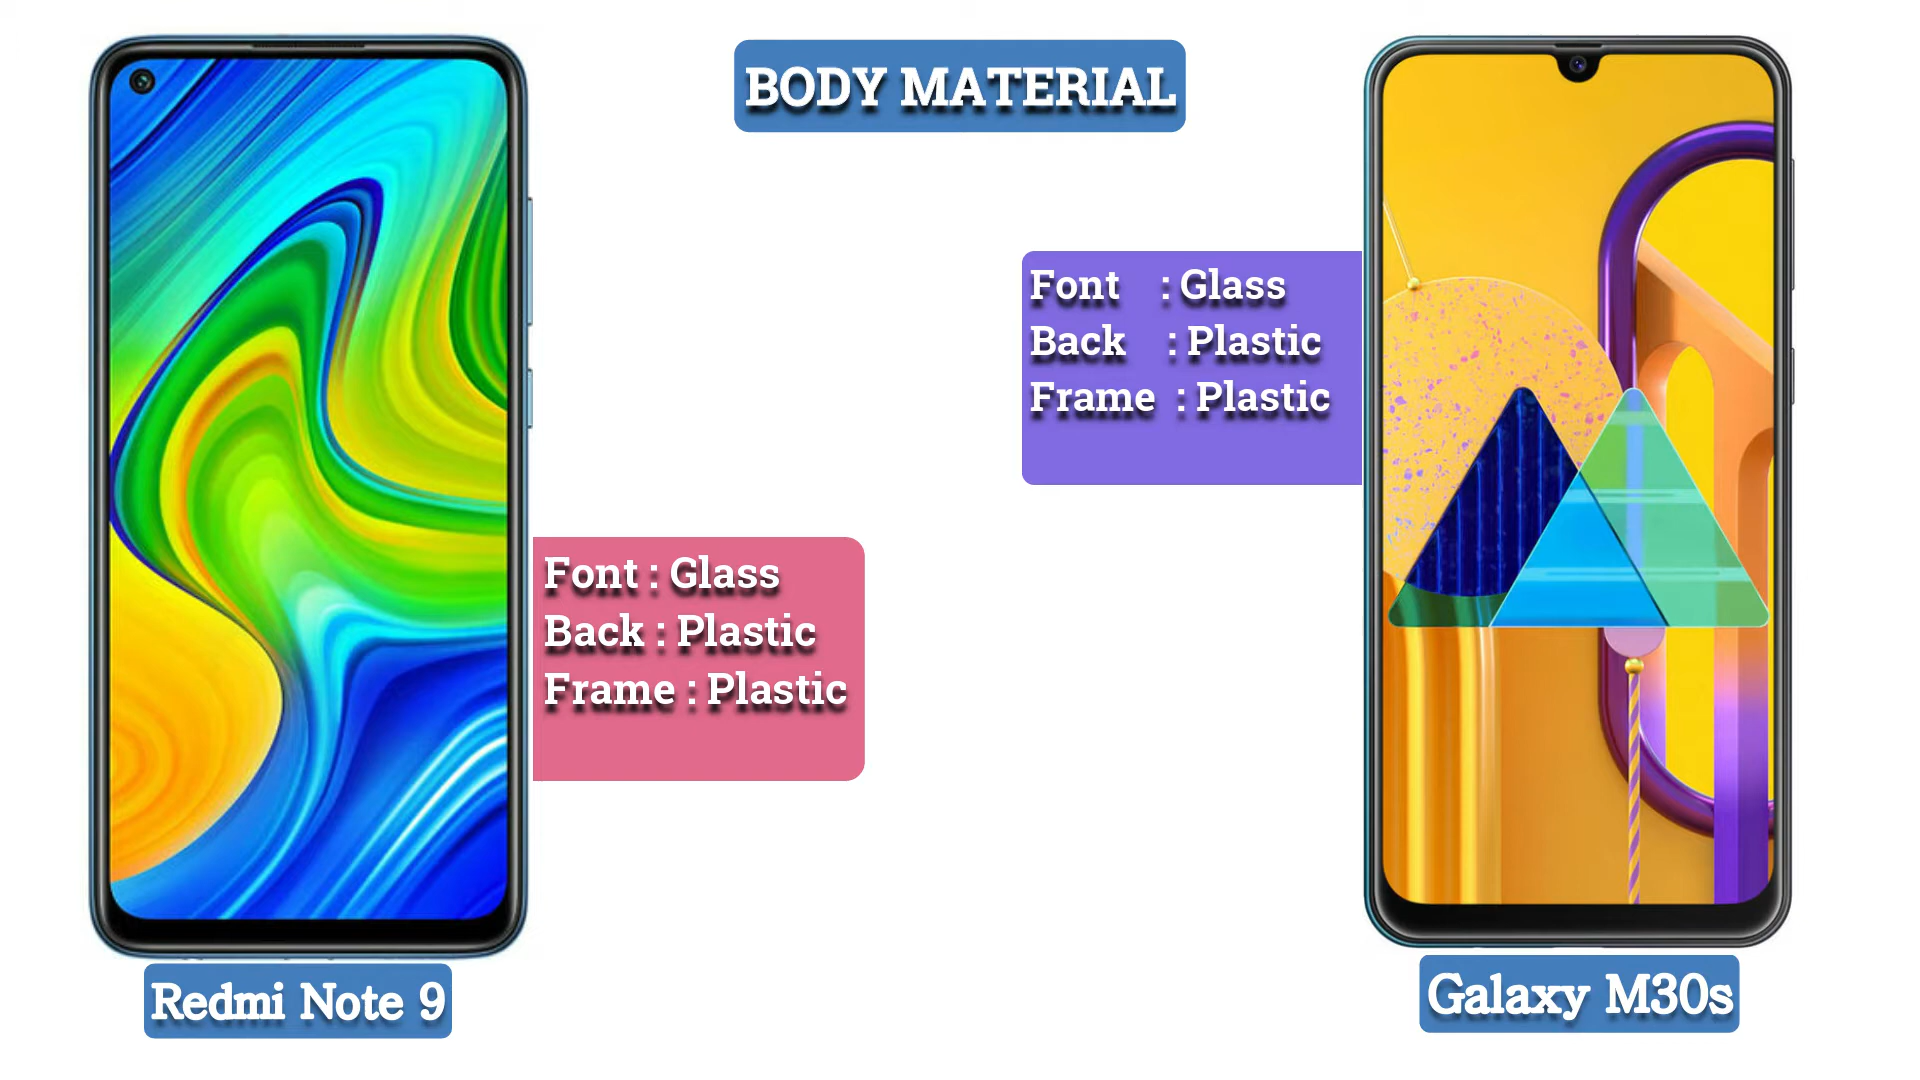 BODY MATERIAL
Font : Glass
Back : Plastic
Frame : Plastic
Font : Glass
Back : Plastic
Frame : Plastic
Redmi Note 9
Galaxy M30s